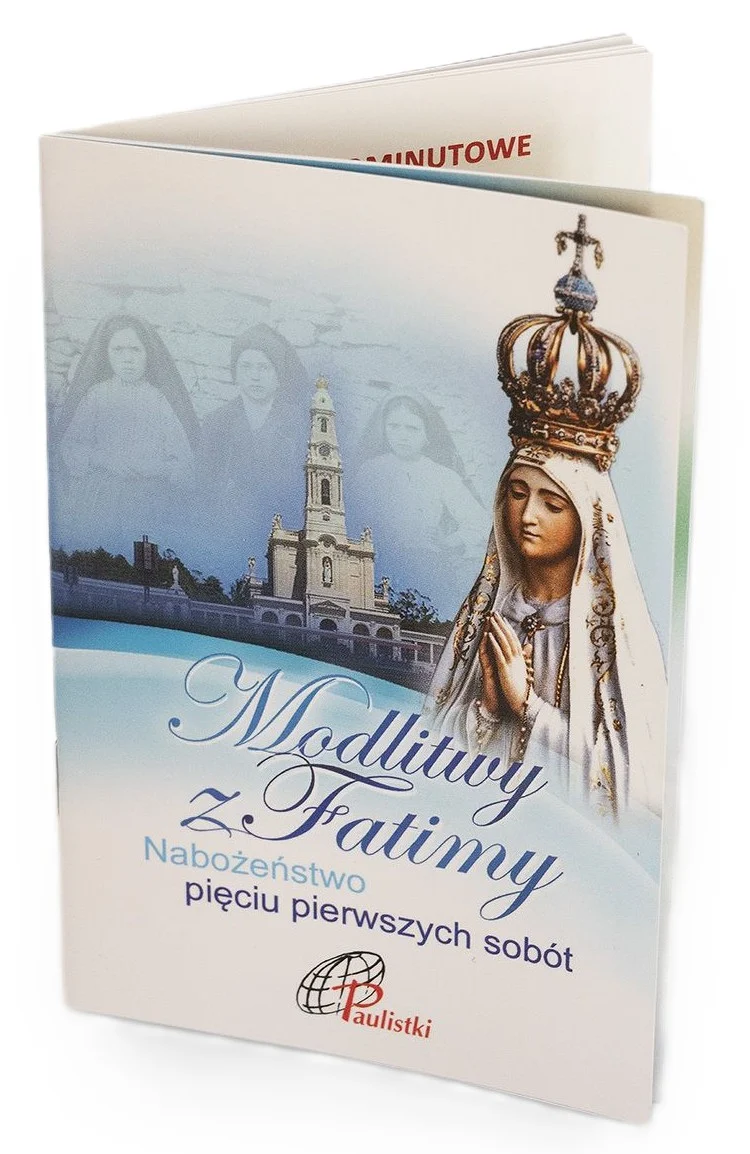 Modlitwy
z Fatimy
Nabożeństwo
pięciu pierwszych sobót
Paulistki